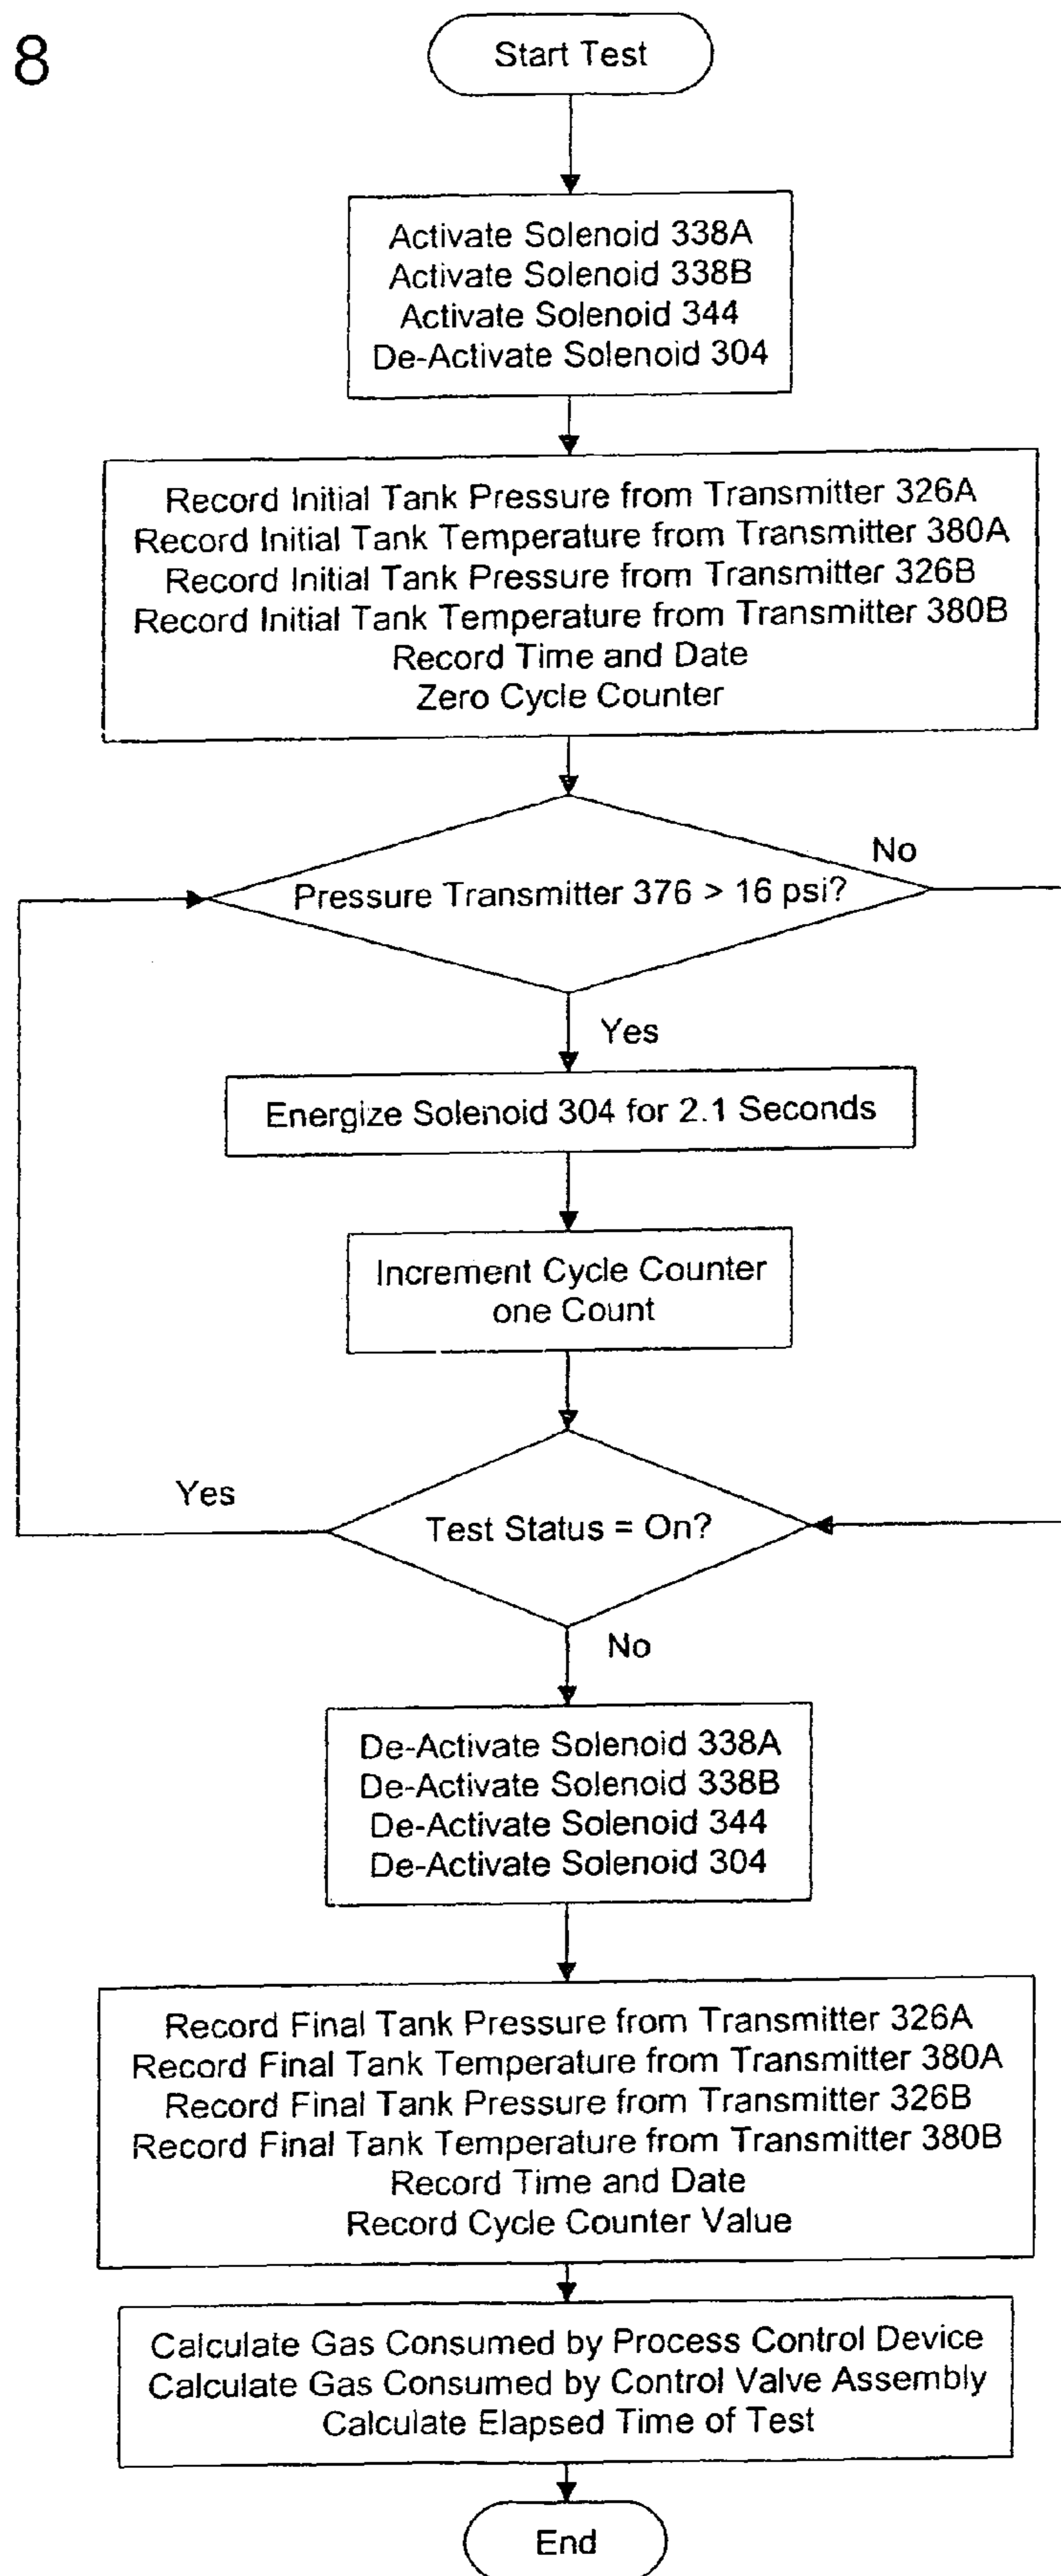 8
Start Test
Activate Solenoid 338A
Activate Solenoid 338B
Activate Solenoid 344
De-Activate Solenoid 304
Record Initial Tank Pressure from Transmitter 326A
Record Initial Tank Temperature from Transmitter 380A
Record Initial Tank Pressure from Transmitter 326B
Record Initial Tank Temperature from Transmitter 380B
Record Time and Date
Zero Cycle Counter
No
Pressure Transmitter 376 > 16 psi?
Yes
Energize Solenoid 304 for 2.1 Seconds
Increment Cycle Counter
one Count
Yes
Test Status = On?
No
De-Activate Solenoid 338A
De-Activate Solenoid 338B
De-Activate Solenoid 344
De-Activate Solenoid 304
Record Final Tank Pressure from Transmitter 326A
Record Final Tank Temperature from Transmitter 380A
Record Final Tank Pressure from Transmitter 326B
Record Final Tank Temperature from Transmitter 380B
Record Time and Date
Record Cycle Counter Value
Calculate Gas Consumed by Process Control Device
Calculate Gas Consumed by Control Valve Assembly
Calculate Elapsed Time of Test
End